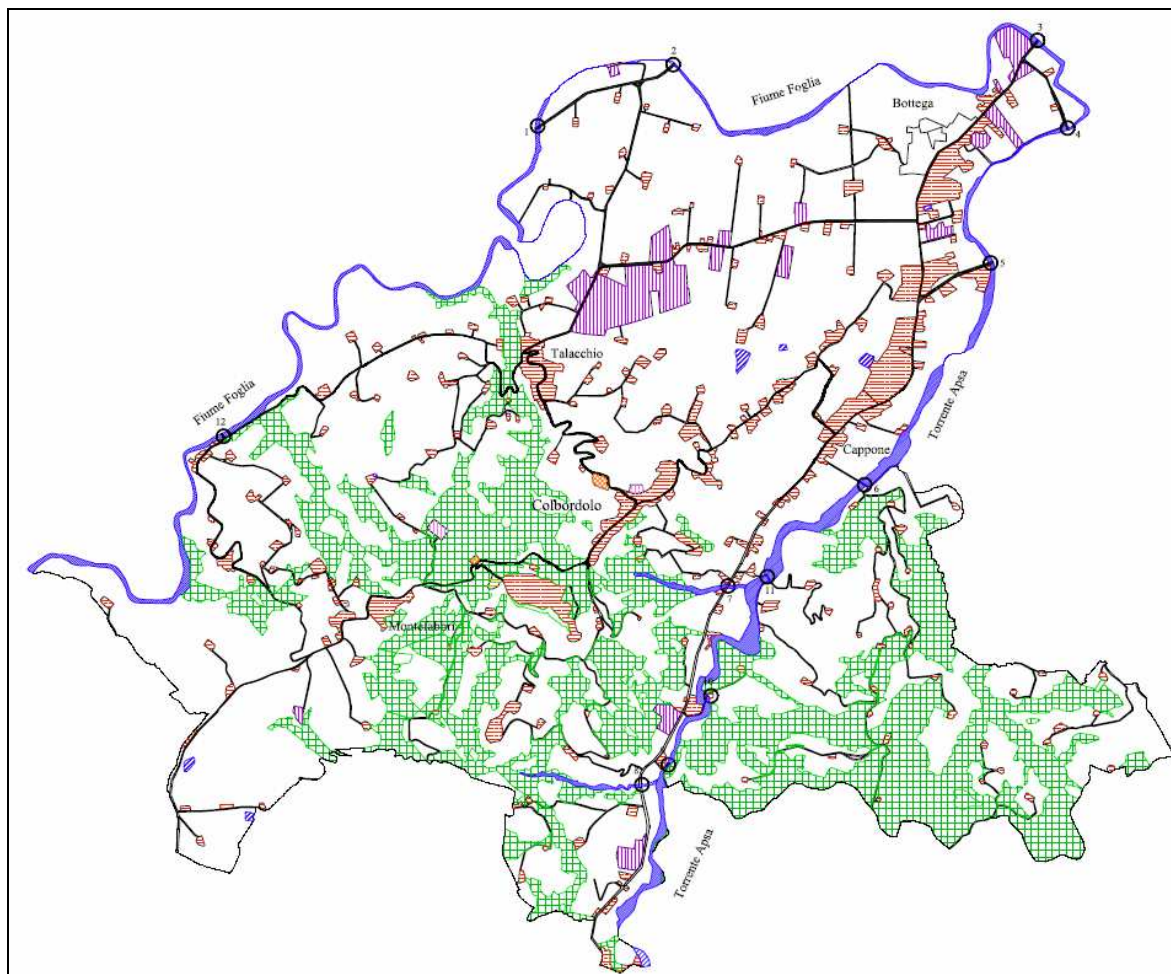 3
2
Fiume Foglia
Bottega
1
4
5
Talacchio
Fiume Foglia
Torrente Apsa
12
Cappone
6
Colbordolo
7
11
Montefabbri
8
Torrente Apsa